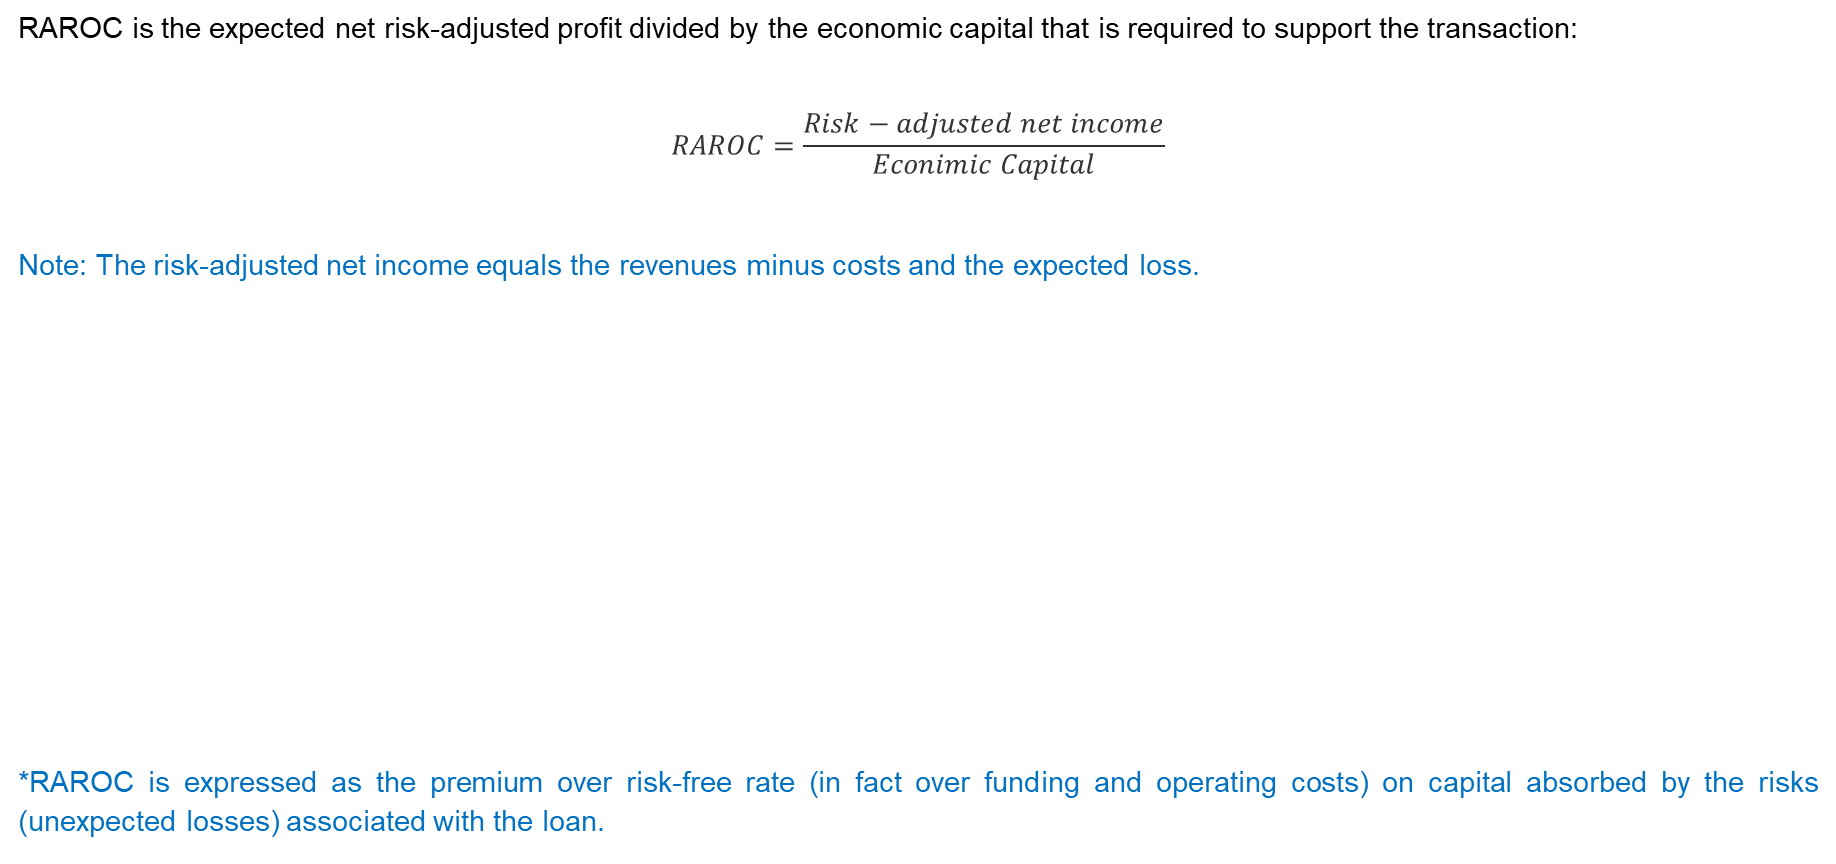 RAROC is the expected net risk-adjusted profit divided by the economic capital that is required to support the transaction:
RAROC = Risk – adjusted net income
Econimic Capital
Note: The risk-adjusted net income equals the revenues minus costs and the expected loss.
*RAROC is expressed as the premium over risk-free rate (in fact over funding and operating costs) on capital absorbed by the risks
(unexpected losses) associated with the loan.